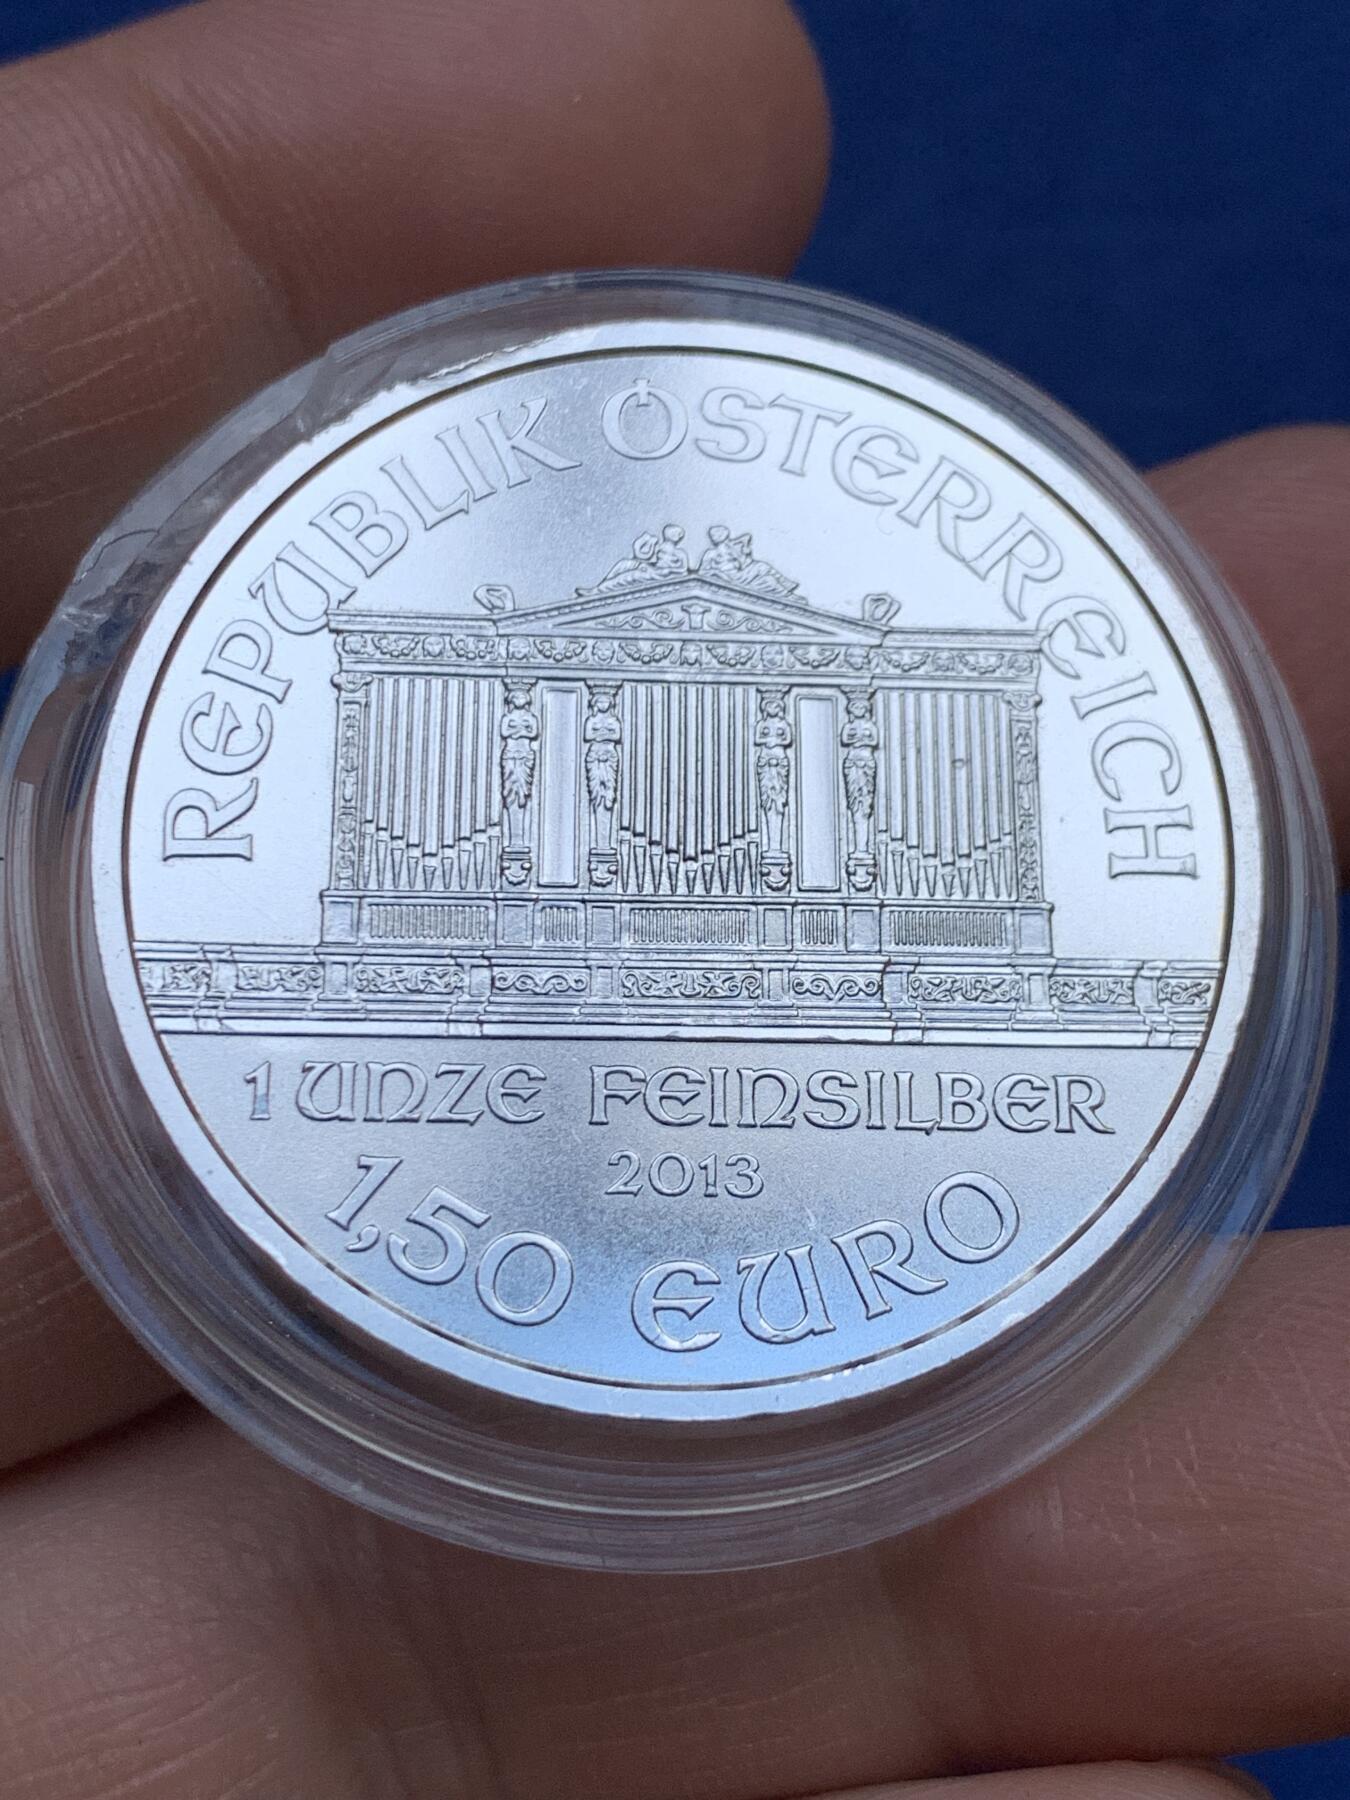 REPUBLIK ÖSTERREICH
1 UNZE FEINSILBER
2013
1,50 EURO